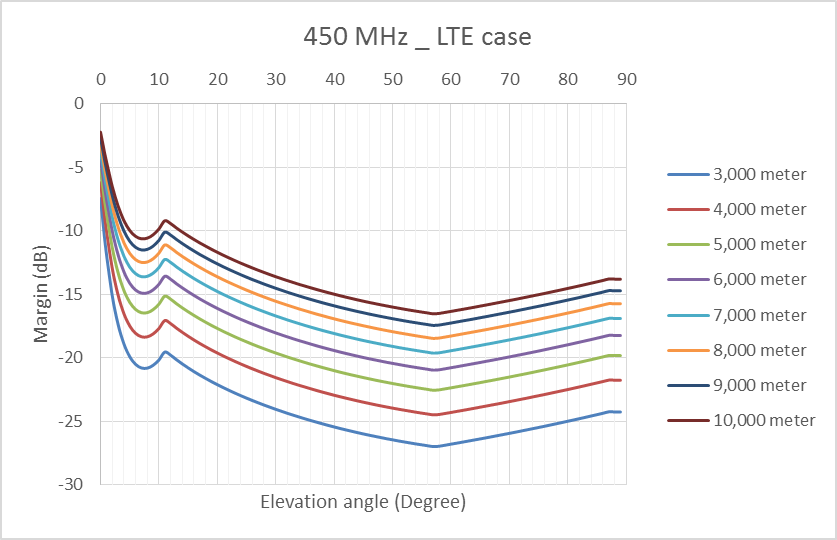 450 MHz _ LTE case
0 10 20 30 40 50 60 70 80 90
0
-5
-10
-15
-20
-25
-30
Margin (dB)
Elevation angle (Degree)
3,000 meter
4,000 meter
5,000 meter
6,000 meter
7,000 meter
8,000 meter
9,000 meter
10,000 meter